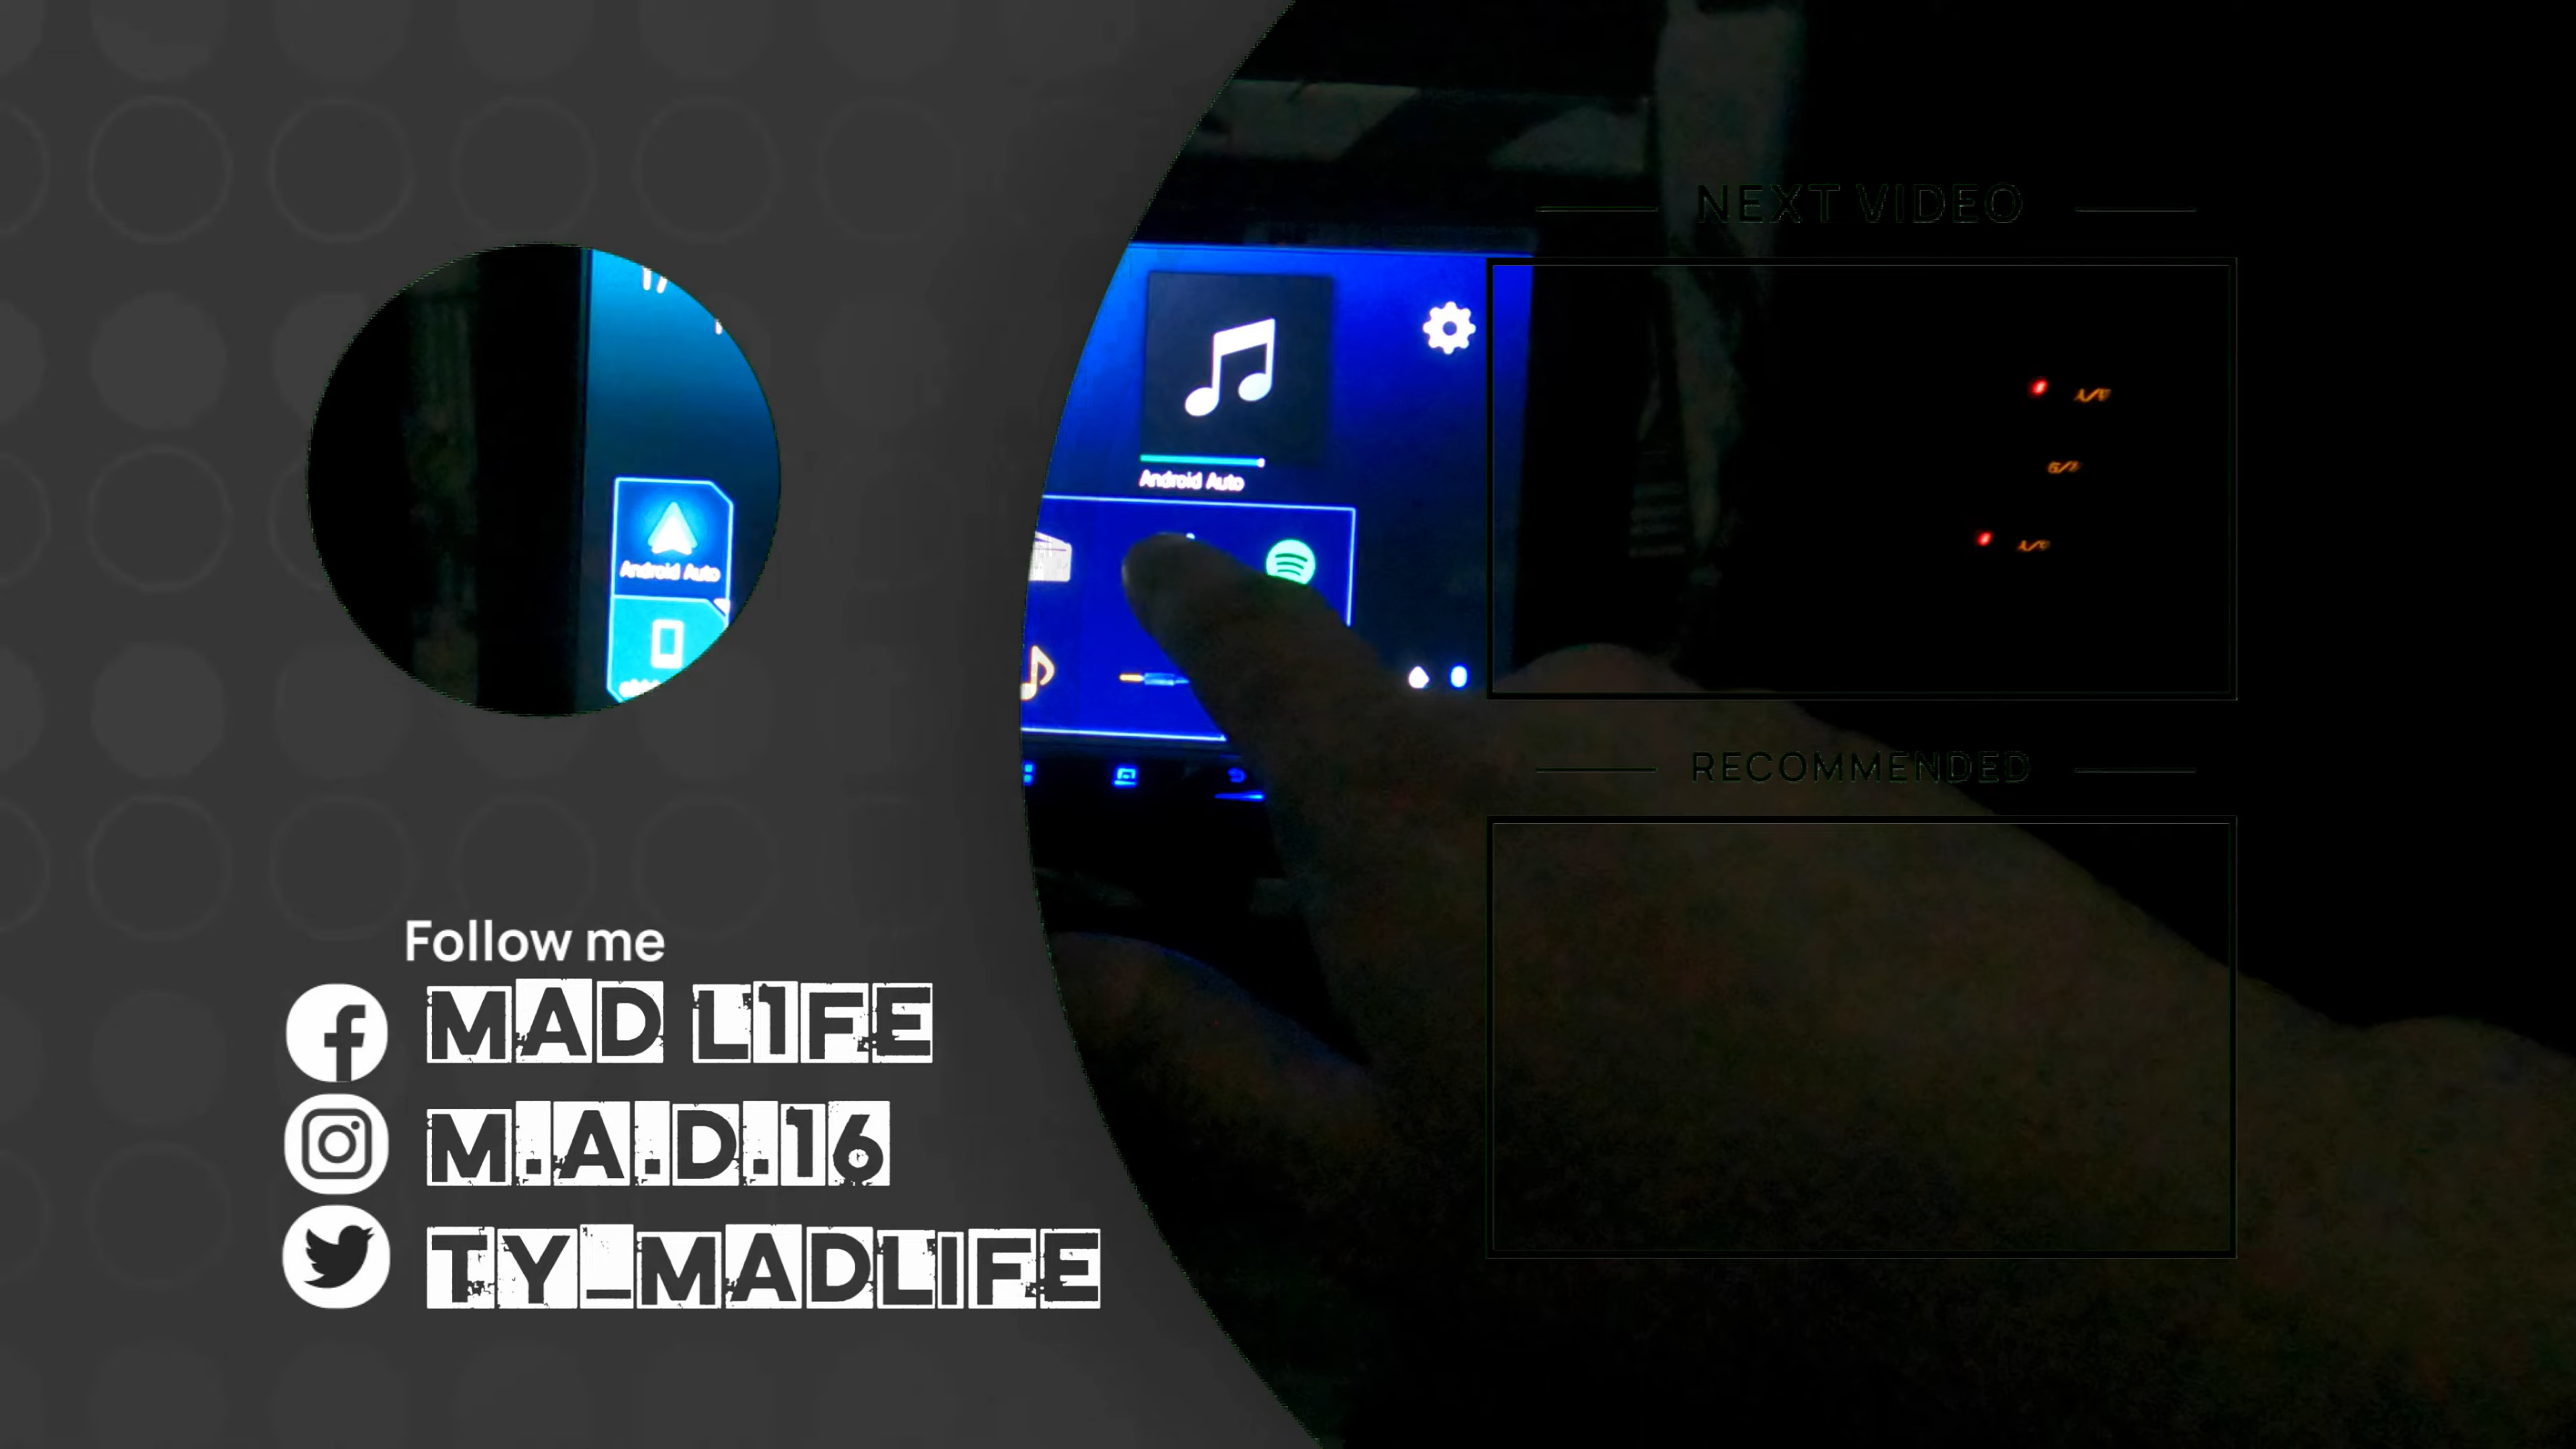 NEXT VIDEO
Android Auto
Android Auto
RECOMMENDED
Follow me
MAD L1FE
M.A.D.16
TY_MADLIFE